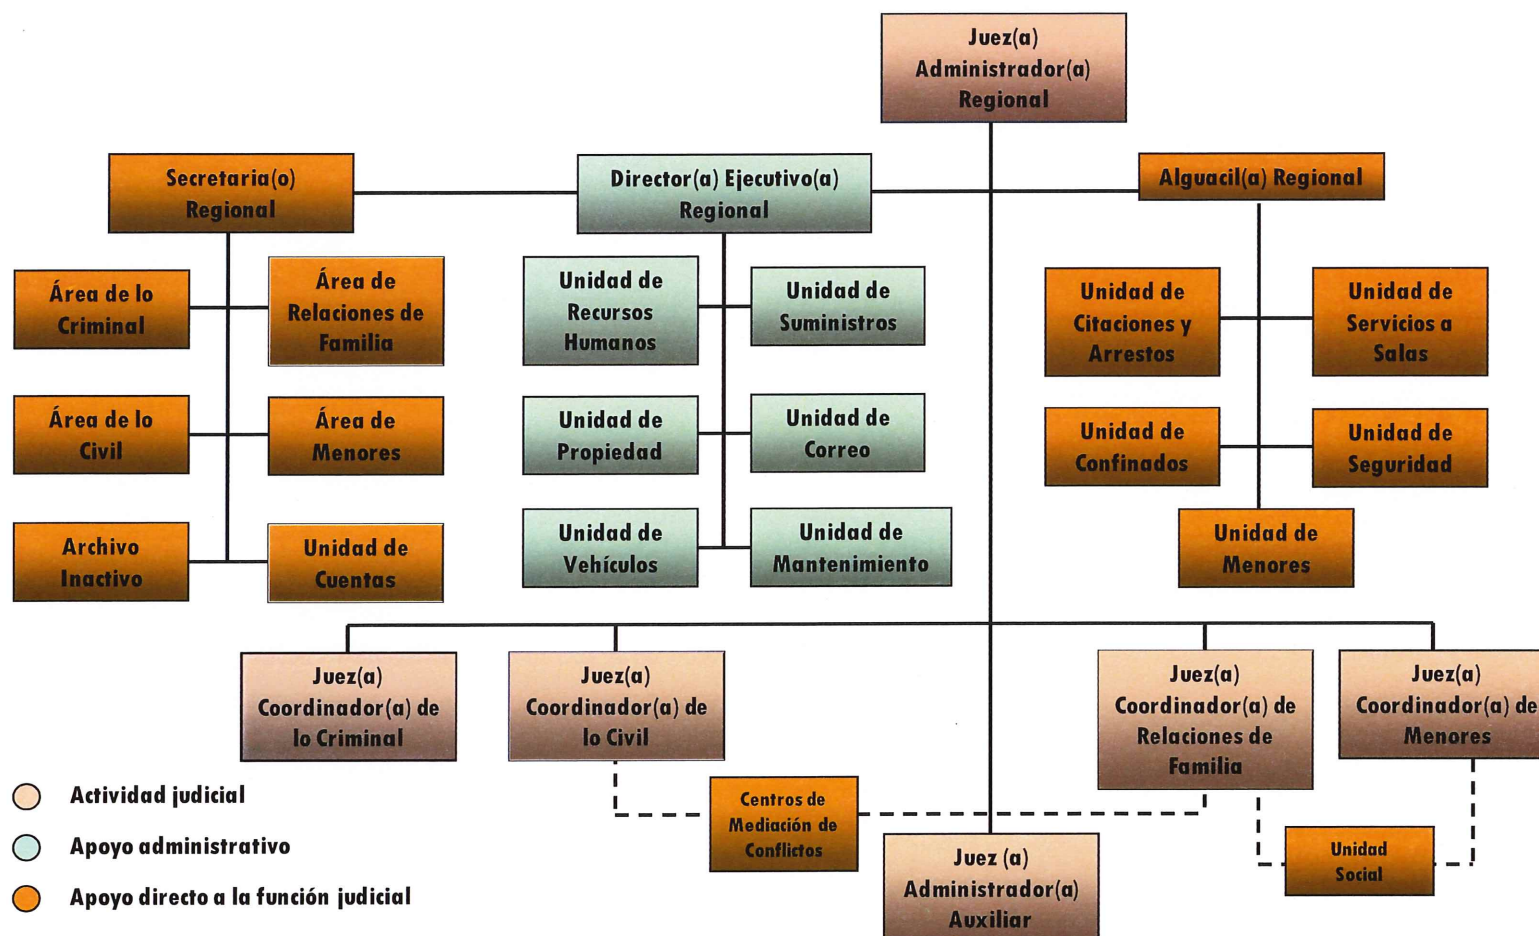 Juez(a)
Administrador(a)
Regional
Secretaria(o)
Regional
Director(a) Ejecutivo(a)
Regional
Alguacil(a) Regional
Área de lo
Criminal
Área de
Relaciones de
Familia
Área de lo
Civil
Área de
Menores
Archivo
Inactivo
Unidad de
Cuentas
Unidad de
Recursos
Humanos
Unidad de
Suministros
Unidad de
Propiedad
Unidad de
Correo
Unidad de
Vehículos
Unidad de
Mantenimiento
Unidad de
Citaciones y
Arrestos
Unidad de
Servicios a
Salas
Unidad de
Confinados
Unidad de
Seguridad
Unidad de
Menores
Juez(a)
Coordinador(a) de
lo Criminal
Juez(a)
Coordinador(a) de
lo Civil
Juez(a)
Coordinador(a) de
Relaciones de
Familia
Juez(a)
Coordinador(a) de
Menores
Centros de
Mediación de
Conflictos
Juez (a)
Administrador(a)
Auxiliar
Unidad
Social
Actividad judicial
Apoyo administrativo
Apoyo directo a la función judicial